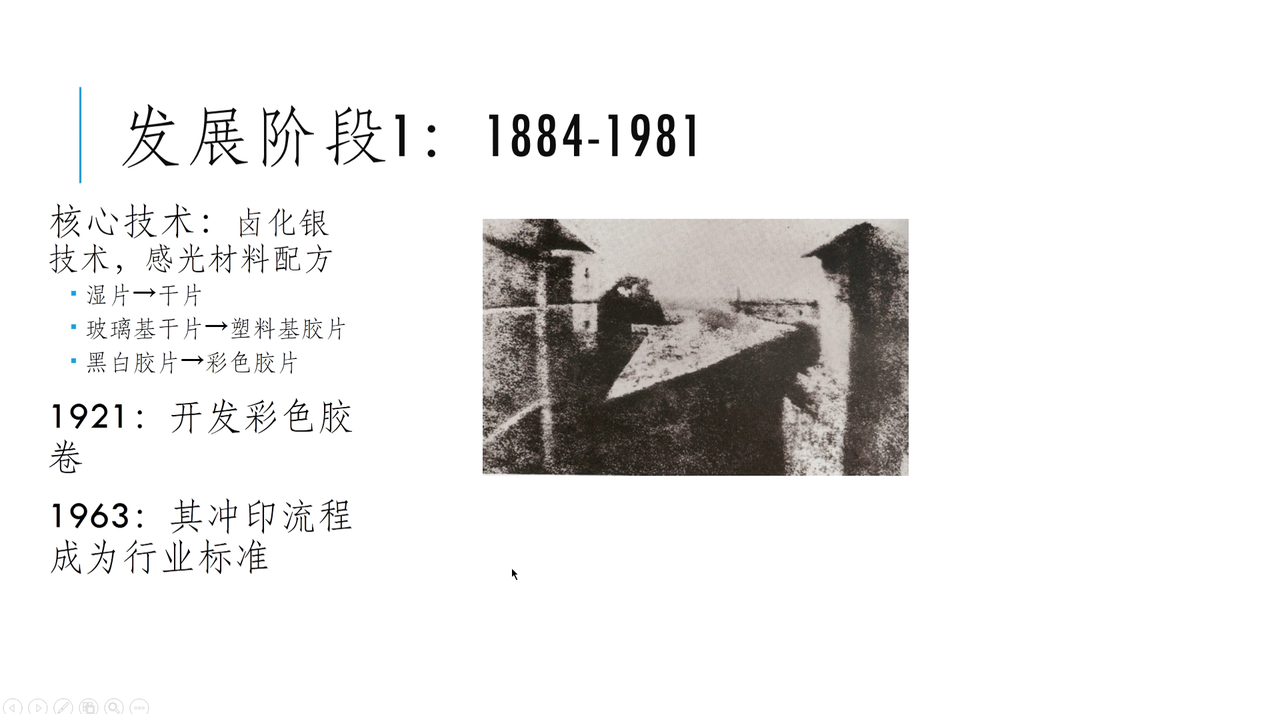 发展阶段1： 1884-1981
核心技术：卤化银
技术，感光材料配方
▪ 湿片→干片
▪ 玻璃基干片→塑料基胶片
▪ 黑白胶片→彩色胶片
1921：开发彩色胶
卷
1963：其冲印流程
成为行业标准